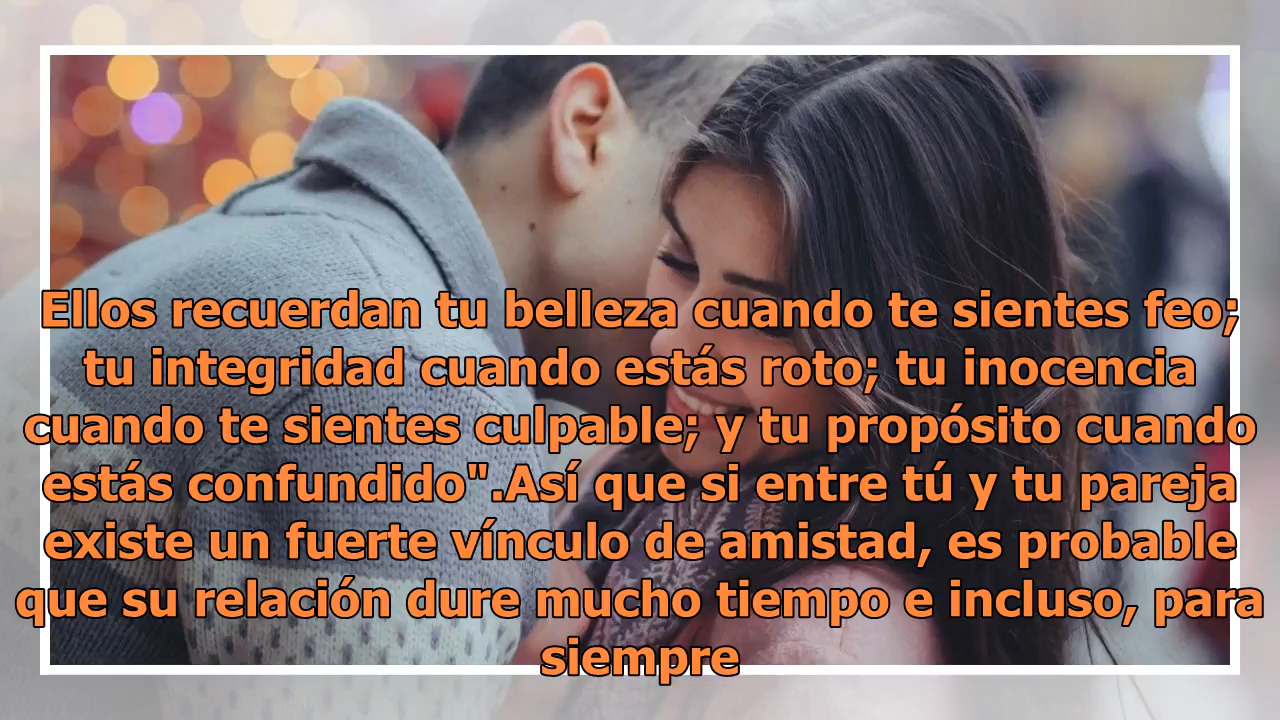 Ellos recuerdan tu belleza cuando te sientes feo;
tu integridad cuando estás roto; tu inocencia
cuando te sientes culpable; y tu propósito cuando
estás confundido".Así que si entre tú y tu pareja
existe un fuerte vínculo de amistad, es probable
que su relación dure mucho tiempo e incluso, para
siempre